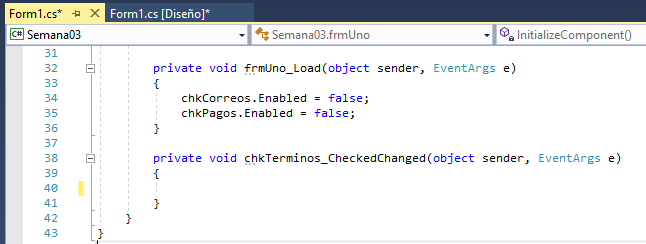 Form1.cs* Form1.cs [Diseño]*
C# Semana03 Semana03.frmUno InitializeComponent()
31
32 private void frmUno_Load(object sender, EventArgs e)
33 {
34 chkCorreos.Enabled = false;
35 chkPagos.Enabled = false;
36 }
37
38 private void chkTerminos_CheckedChanged(object sender, EventArgs e)
39 {
40
41 }
42 }
43 }